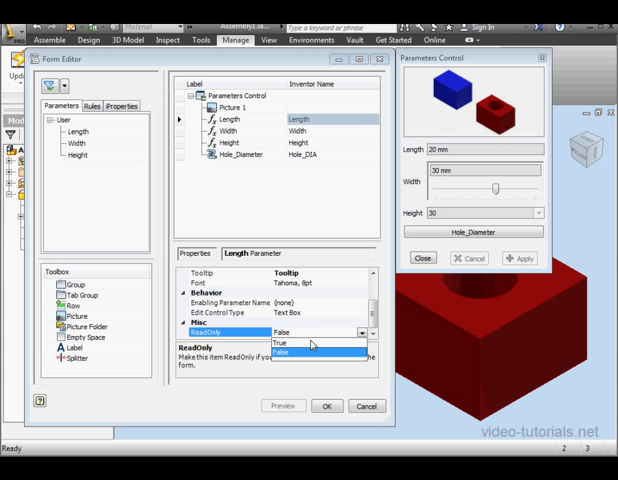 Material
AssemblyILo...
Type a keyword or phrase
Sign In
Assemble Design 3D Model Inspect Tools Manage View Environments Vault Get Started Online
Upd
Mod
Form Editor
Parameters Rules Properties
User
Length
Width
Height
Toolbox
Group
Tab Group
Row
Picture
Picture Folder
Empty Space
Label
Splitter
Label Inventor Name
Parameters Control
Picture 1
Length Length
Width Width
Height Height
Hole_Diameter Hole_DIA
Properties Length Parameter
Tooltip Tooltip
Font Tahoma, 8pt
Behavior
Enabling Parameter Name (none)
Edit Control Type Text Box
Misc
ReadOnly False
True
False
ReadOnly
Make this item ReadOnly if you
form.
Preview OK Cancel
Parameters Control
Length 20 mm
30 mm
Width
Height 30
Hole_Diameter
Close Cancel Apply
video-tutorials.net
Ready 2 3